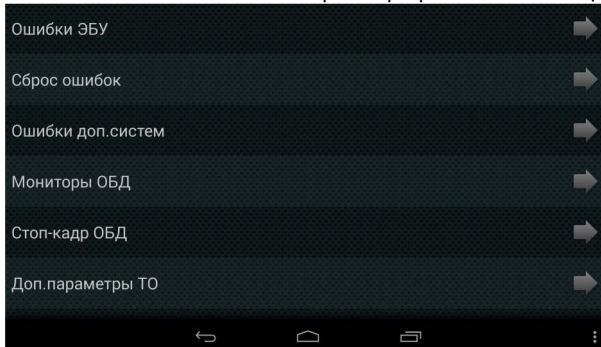 Ошибки ЭБУ
Сброс ошибок
Ошибки доп.систем
Мониторы ОБД
Стоп-кадр ОБД
Доп.параметры ТО